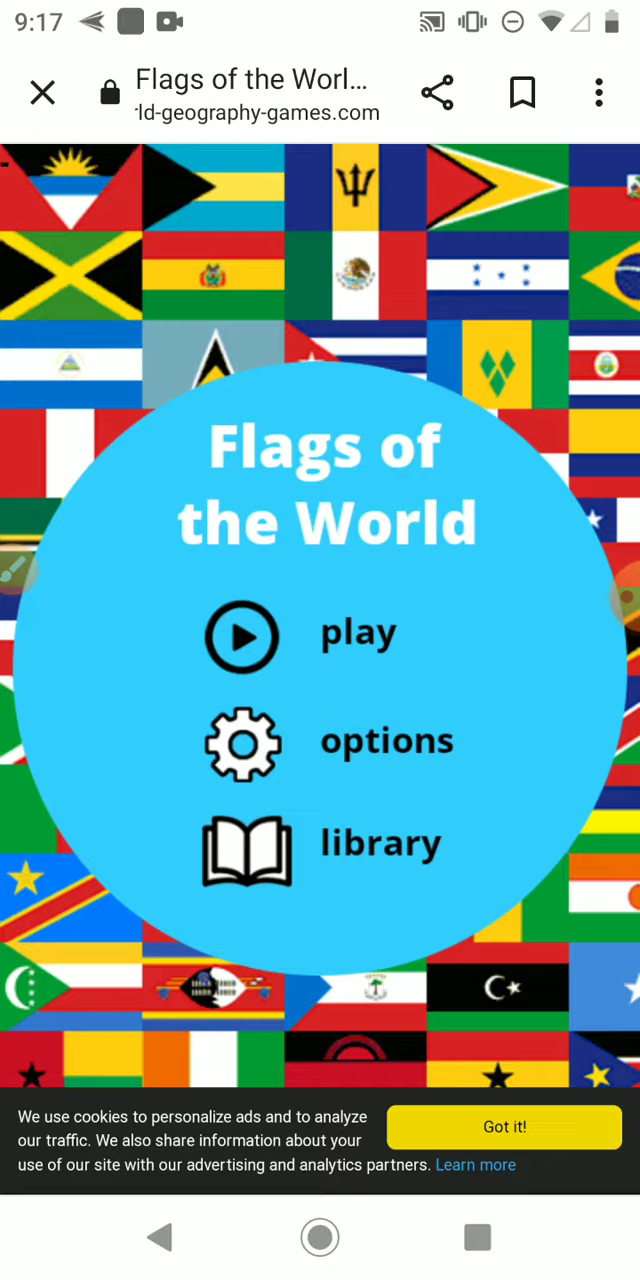 9:17
Flags of the Worl...
rld-geography-games.com
Flags of
the World
play
options
library
We use cookies to personalize ads and to analyze
our traffic. We also share information about your
use of our site with our advertising and analytics partners. Learn more
Got it!